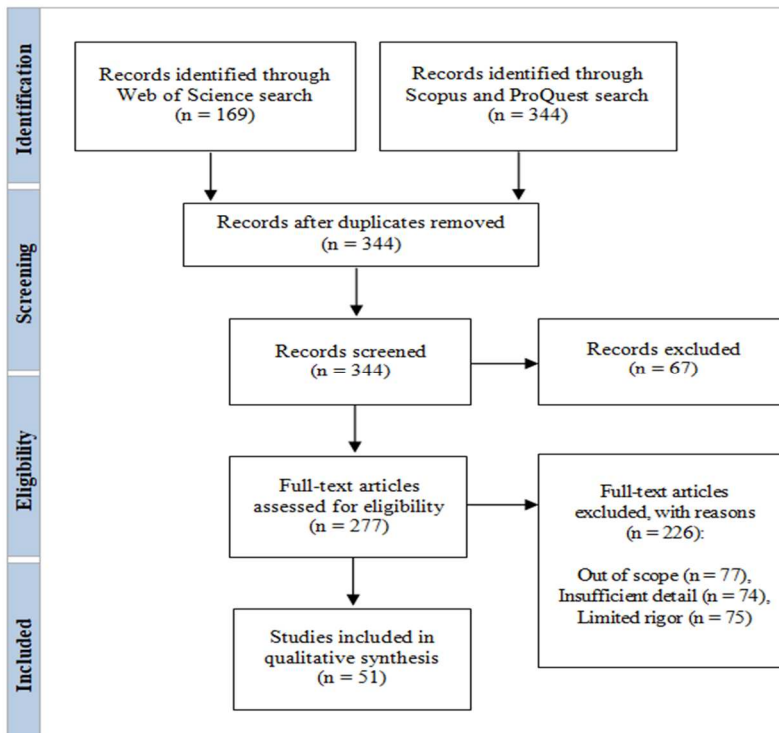 Identification
Records identified through
Web of Science search
(n = 169)
Records identified through
Scopus and ProQuest search
(n = 344)
Screening
Records after duplicates removed
(n = 344)
Records screened
(n = 344)
Records excluded
(n = 67)
Eligibility
Full-text articles
assessed for eligibility
(n = 277)
Full-text articles
excluded, with reasons
(n = 226):
Out of scope (n = 77),
Insufficient detail (n = 74),
Limited rigor (n = 75)
Included
Studies included in
qualitative synthesis
(n = 51)